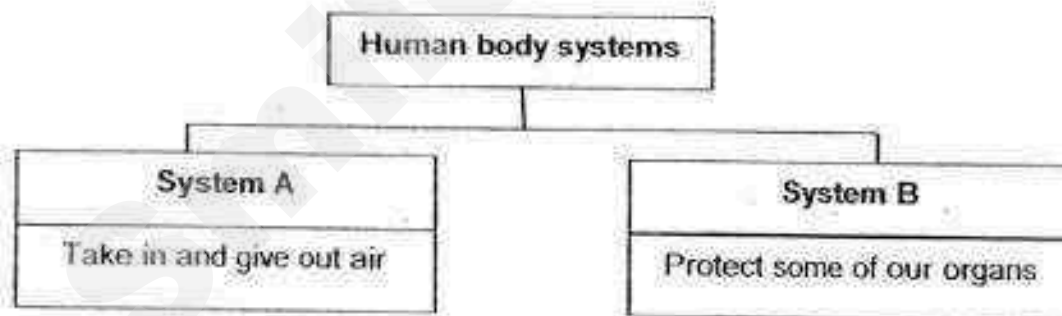 Human body systems
System A
System B
Take in and give out air
Protect some of our organs